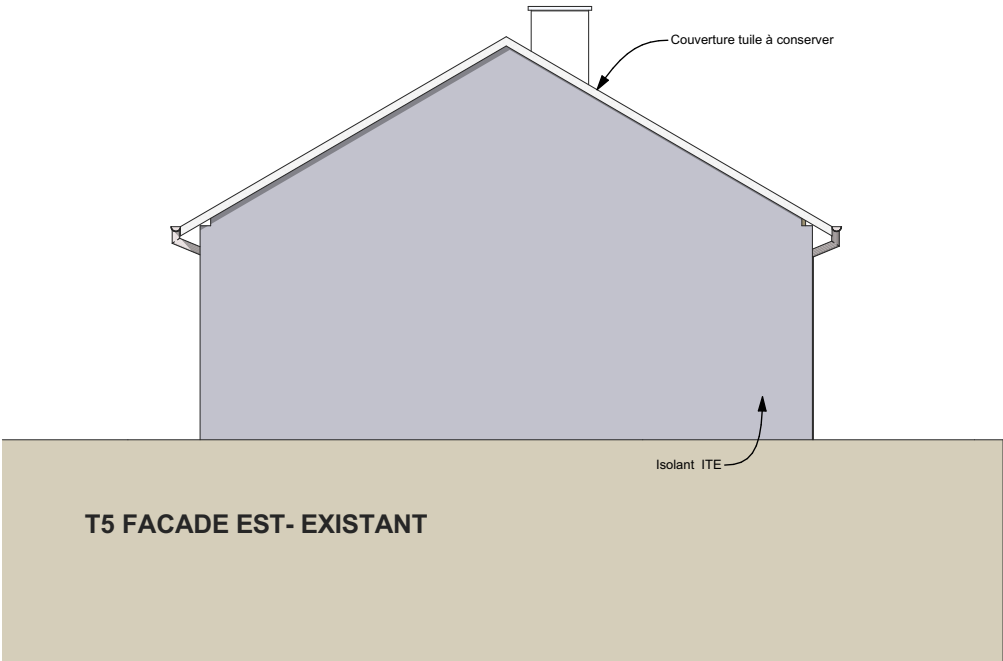 Couverture tuile à conserver
Isolant ITE
T5 FACADE EST- EXISTANT